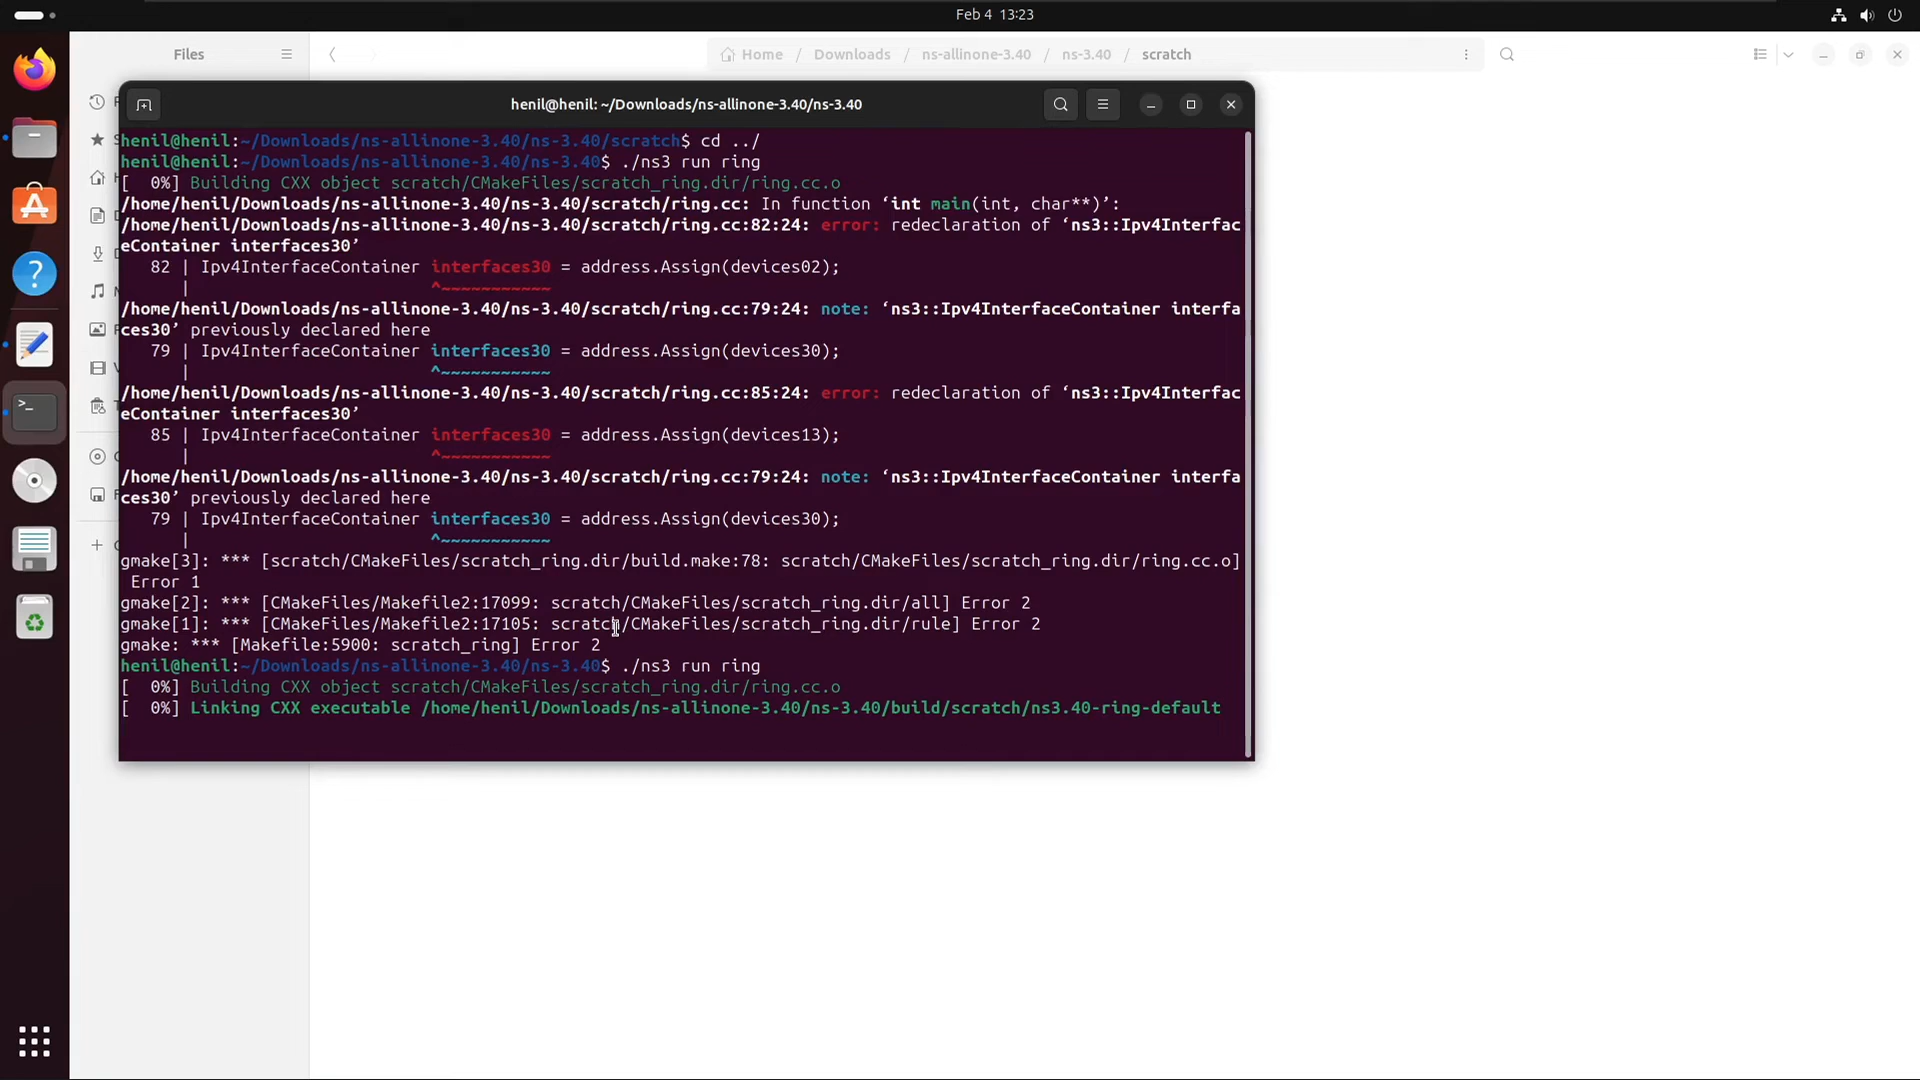 Feb 4 13:23
Files
Home / Downloads / ns-allinone-3.40 / ns-3.40 / scratch
henil@henil: ~/Downloads/ns-allinone-3.40/ns-3.40
henil@henil:~/Downloads/ns-allinone-3.40/ns-3.40/scratch$ cd ../
henil@henil:~/Downloads/ns-allinone-3.40/ns-3.40$ ./ns3 run ring
[  0%] Building CXX object scratch/CMakeFiles/scratch_ring.dir/ring.cc.o
/home/henil/Downloads/ns-allinone-3.40/ns-3.40/scratch/ring.cc: In function ‘int main(int, char**)’:
/home/henil/Downloads/ns-allinone-3.40/ns-3.40/scratch/ring.cc:82:24: error: redeclaration of ‘ns3::Ipv4Interfac
eContainer interfaces30’
82 | Ipv4InterfaceContainer interfaces30 = address.Assign(devices02);
| ^~~~~~~~~~~~
/home/henil/Downloads/ns-allinone-3.40/ns-3.40/scratch/ring.cc:79:24: note: ‘ns3::Ipv4InterfaceContainer interfa
ces30’ previously declared here
79 | Ipv4InterfaceContainer interfaces30 = address.Assign(devices30);
| ^~~~~~~~~~~~
/home/henil/Downloads/ns-allinone-3.40/ns-3.40/scratch/ring.cc:85:24: error: redeclaration of ‘ns3::Ipv4Interfac
eContainer interfaces30’
85 | Ipv4InterfaceContainer interfaces30 = address.Assign(devices13);
| ^~~~~~~~~~~~
/home/henil/Downloads/ns-allinone-3.40/ns-3.40/scratch/ring.cc:79:24: note: ‘ns3::Ipv4InterfaceContainer interfa
ces30’ previously declared here
79 | Ipv4InterfaceContainer interfaces30 = address.Assign(devices30);
| ^~~~~~~~~~~~
gmake[3]: *** [scratch/CMakeFiles/scratch_ring.dir/build.make:78: scratch/CMakeFiles/scratch_ring.dir/ring.cc.o]
Error 1
gmake[2]: *** [CMakeFiles/Makefile2:17099: scratch/CMakeFiles/scratch_ring.dir/all] Error 2
gmake[1]: *** [CMakeFiles/Makefile2:17105: scratch/CMakeFiles/scratch_ring.dir/rule] Error 2
gmake: *** [Makefile:5900: scratch_ring] Error 2
henil@henil:~/Downloads/ns-allinone-3.40/ns-3.40$ ./ns3 run ring
[  0%] Building CXX object scratch/CMakeFiles/scratch_ring.dir/ring.cc.o
[  0%] Linking CXX executable /home/henil/Downloads/ns-allinone-3.40/ns-3.40/build/scratch/ns3.40-ring-default